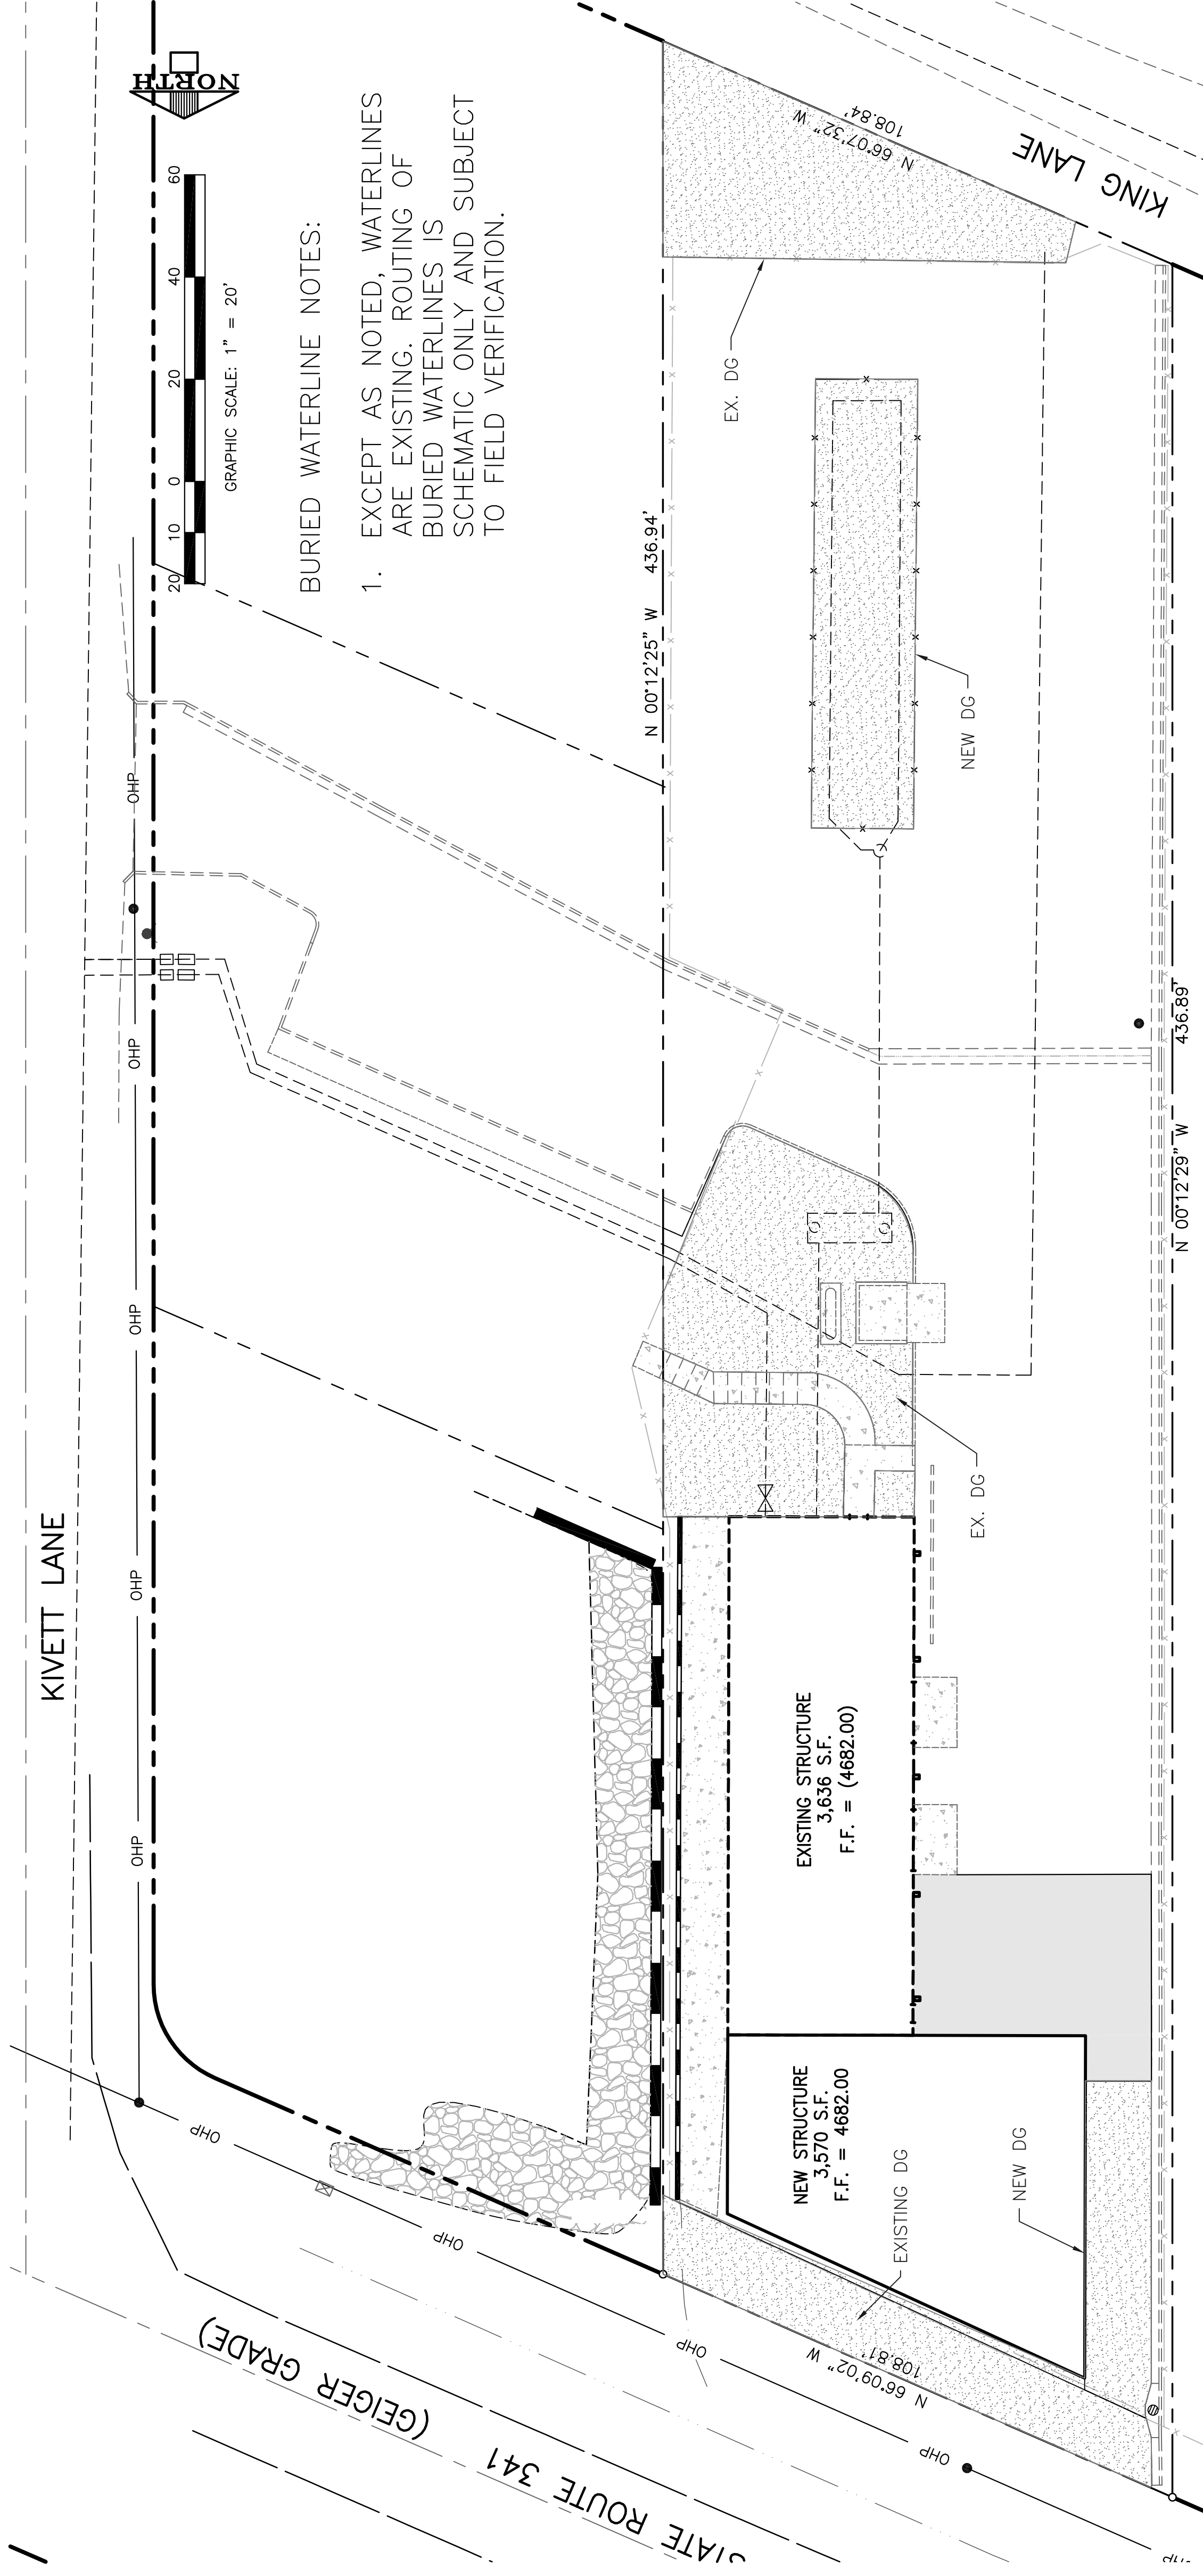 NORTH
20 10 0 20 40 60
GRAPHIC SCALE: 1" = 20'
BURIED WATERLINE NOTES:
1. EXCEPT AS NOTED, WATERLINES
ARE EXISTING. ROUTING OF
BURIED WATERLINES IS
SCHEMATIC ONLY AND SUBJECT
TO FIELD VERIFICATION.
KIVETT LANE
OHP
OHP
OHP
OHP
OHP
OHP
OHP
OHP
OHP
OHP
STATE ROUTE 341 (GEIGER GRADE)
KING LANE
N 66°07'32" W
108.84'
N 00°12'25" W 436.94'
N 00°12'29" W 436.89'
N 66°09'02" W
108.81'
EX. DG
NEW DG
EX. DG
EXISTING STRUCTURE
3,636 S.F.
F.F. = (4682.00)
NEW STRUCTURE
3,570 S.F.
F.F. = 4682.00
EXISTING DG
NEW DG